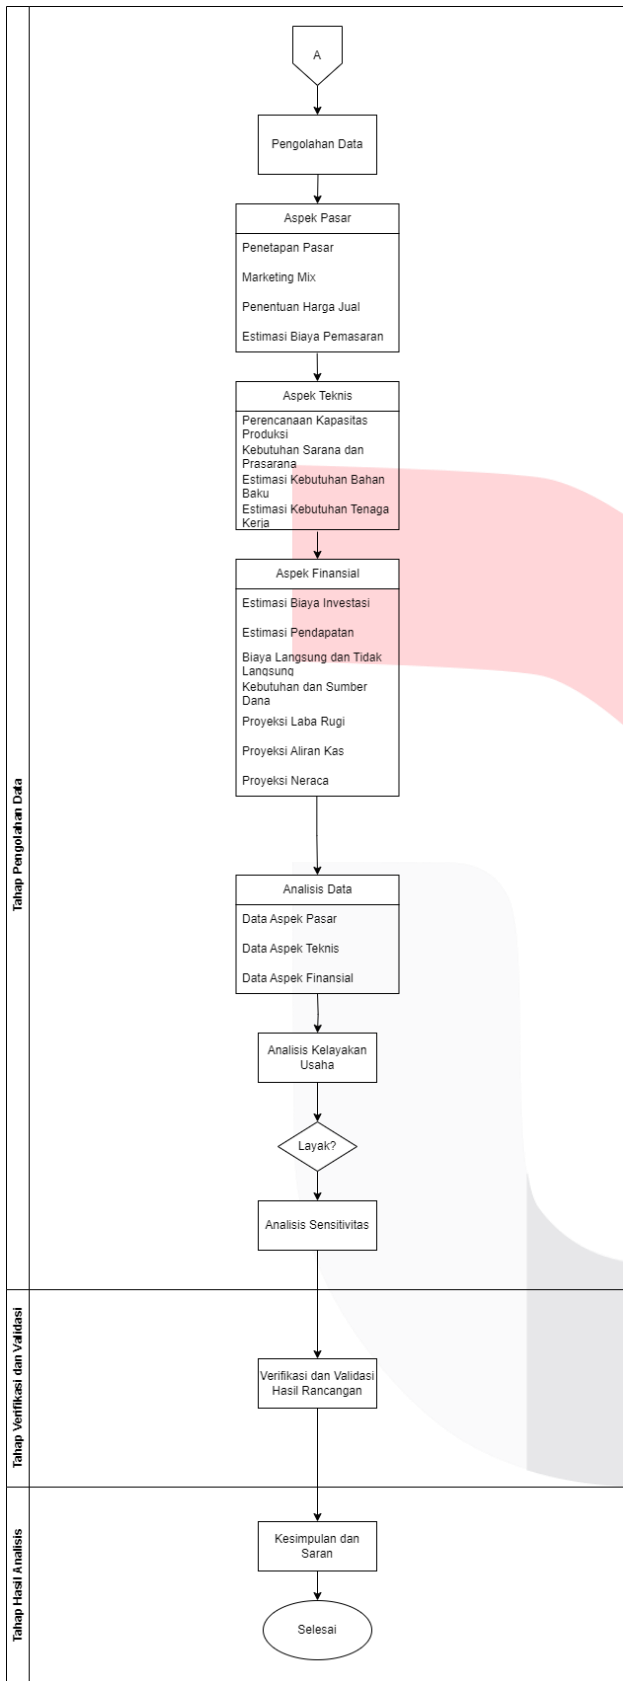 A
Pengolahan Data
Aspek Pasar
Penetapan Pasar
Marketing Mix
Penentuan Harga Jual
Estimasi Biaya Pemasaran
Aspek Teknis
Perencanaan Kapasitas
Produksi
Kebutuhan Sarana dan
Prasarana
Estimasi Kebutuhan Bahan
Baku
Estimasi Kebutuhan Tenaga
Kerja
Aspek Finansial
Estimasi Biaya Investasi
Estimasi Pendapatan
Biaya Langsung dan Tidak
Langsung
Kebutuhan dan Sumber
Dana
Proyeksi Laba Rugi
Proyeksi Aliran Kas
Proyeksi Neraca
Analisis Data
Data Aspek Pasar
Data Aspek Teknis
Data Aspek Finansial
Analisis Kelayakan
Usaha
Layak?
Analisis Sensitivitas
Tahap Pengolahan Data
Verifikasi dan Validasi
Hasil Rancangan
Tahap Verifikasi dan Validasi
Kesimpulan dan
Saran
Selesai
Tahap Hasil Analisis